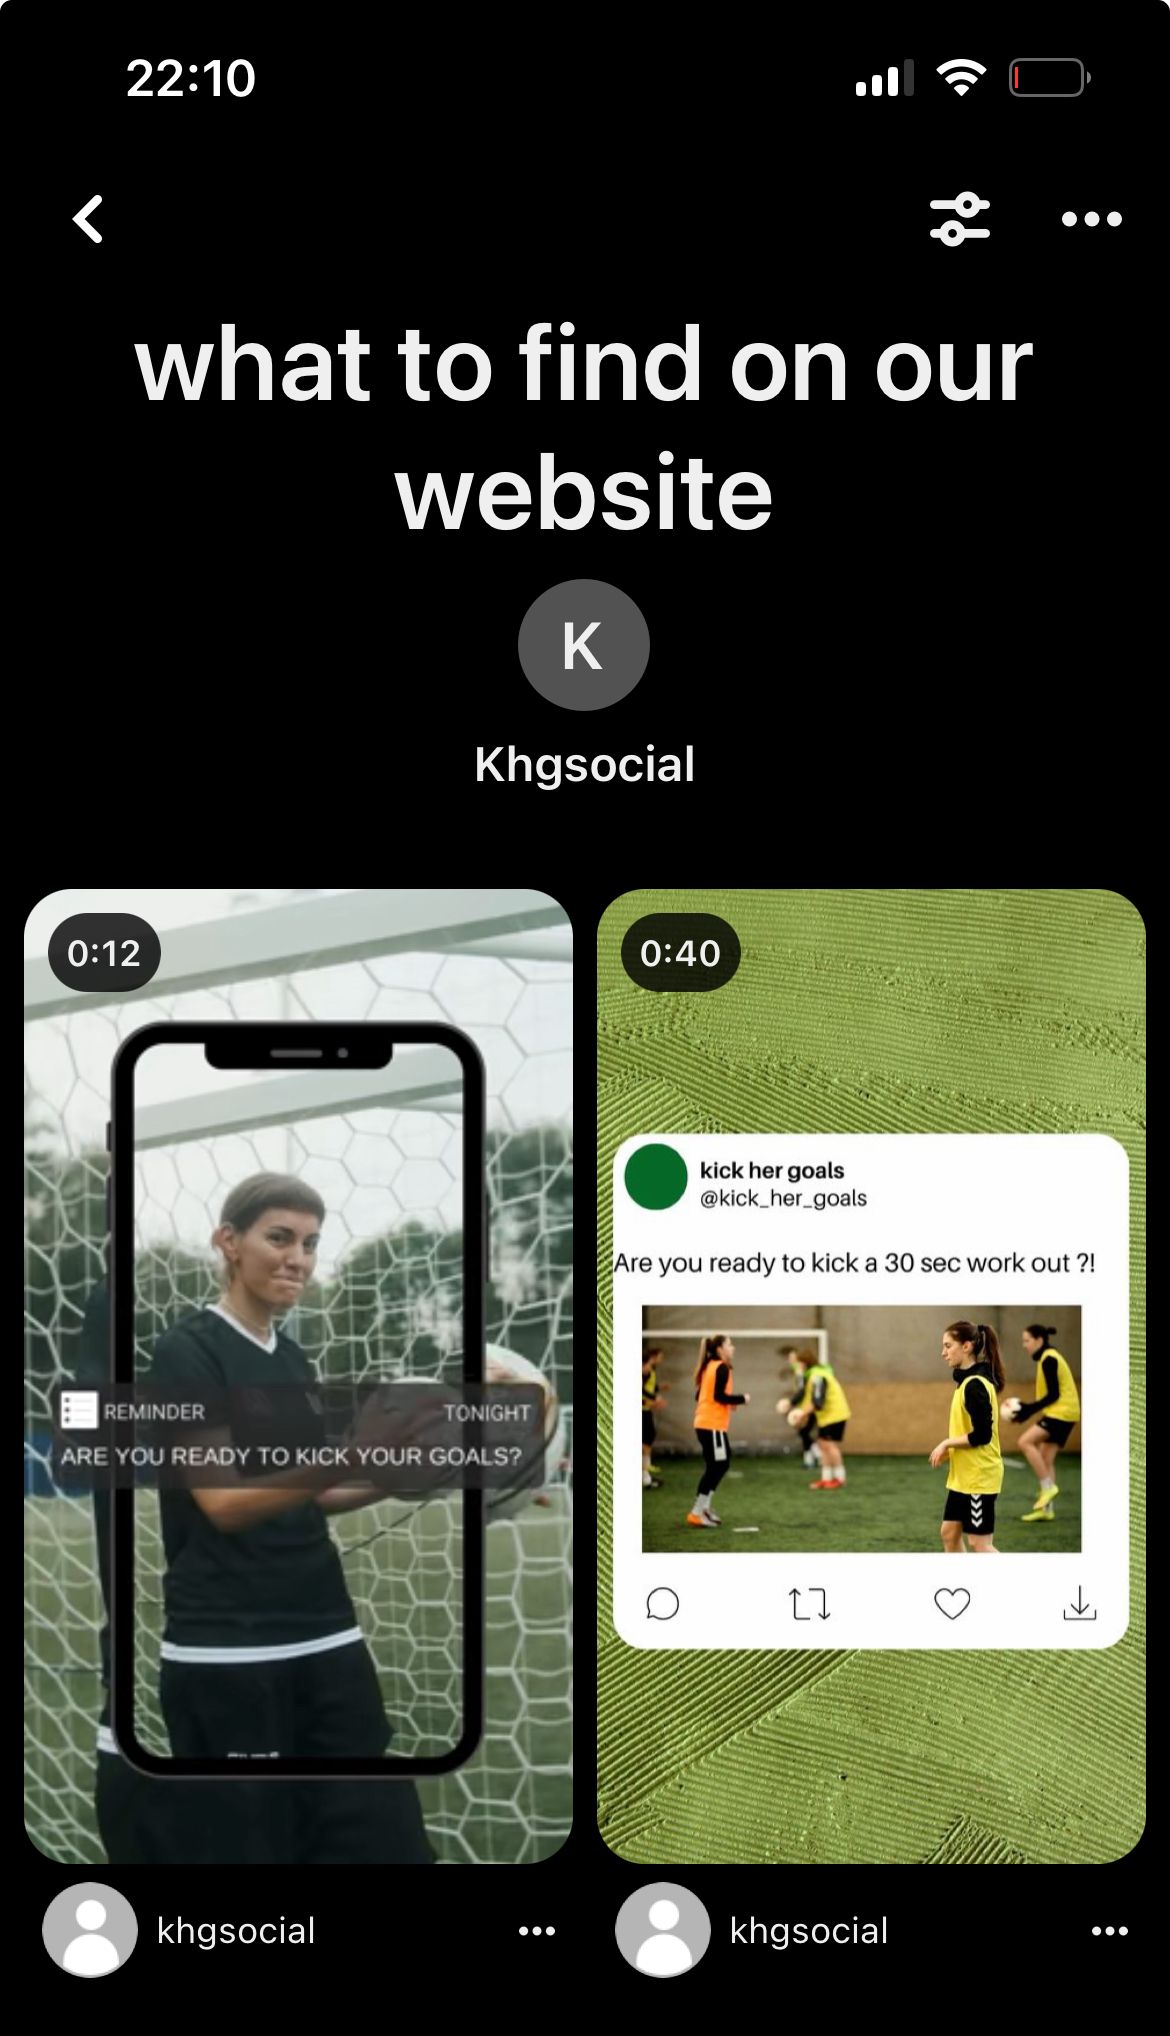 22:10
what to find on our
website
K
Khgsocial
0:12
REMINDER TONIGHT
ARE YOU READY TO KICK YOUR GOALS?
khgsocial
0:40
kick her goals
@kick_her_goals
Are you ready to kick a 30 sec work out ?!
khgsocial